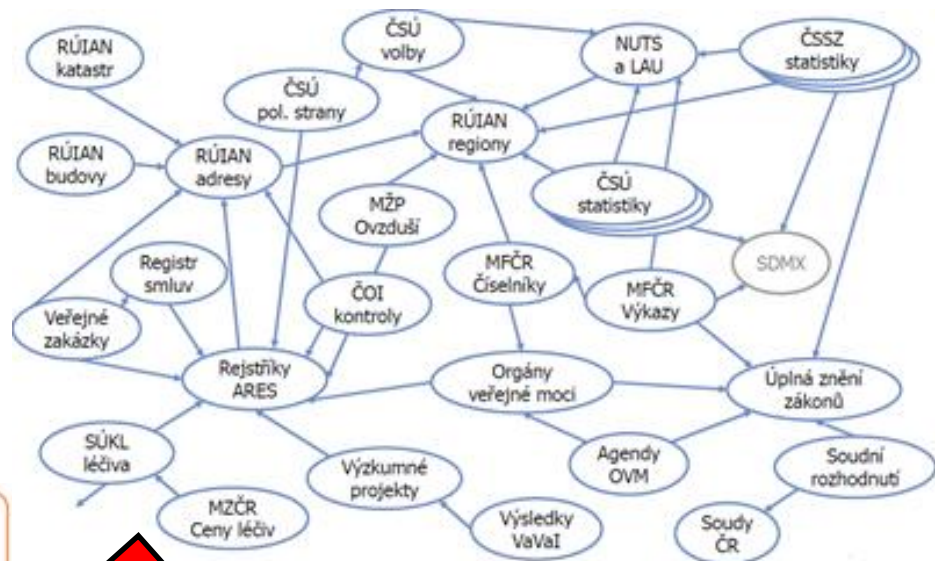 RÚIAN
katastr
ČSÚ
volby
NUTS
a LAU
ČSSZ
statistiky
ČSÚ
pol. strany
RÚIAN
regiony
RÚIAN
budovy
RÚIAN
adresy
ČSÚ
statistiky
MŽP
Ovzduší
Registr
smluv
MFČR
Číselníky
SDMX
ČOI
kontroly
MFČR
Výkazy
Veřejné
zakázky
Rejstříky
ARES
Orgány
veřejné moci
Úplná znění
zákonů
SÚKL
léčiva
Výzkumné
projekty
Agendy
OVM
Soudní
rozhodnutí
MZČR
Ceny léčiv
Výsledky
VaVaI
Soudy
ČR